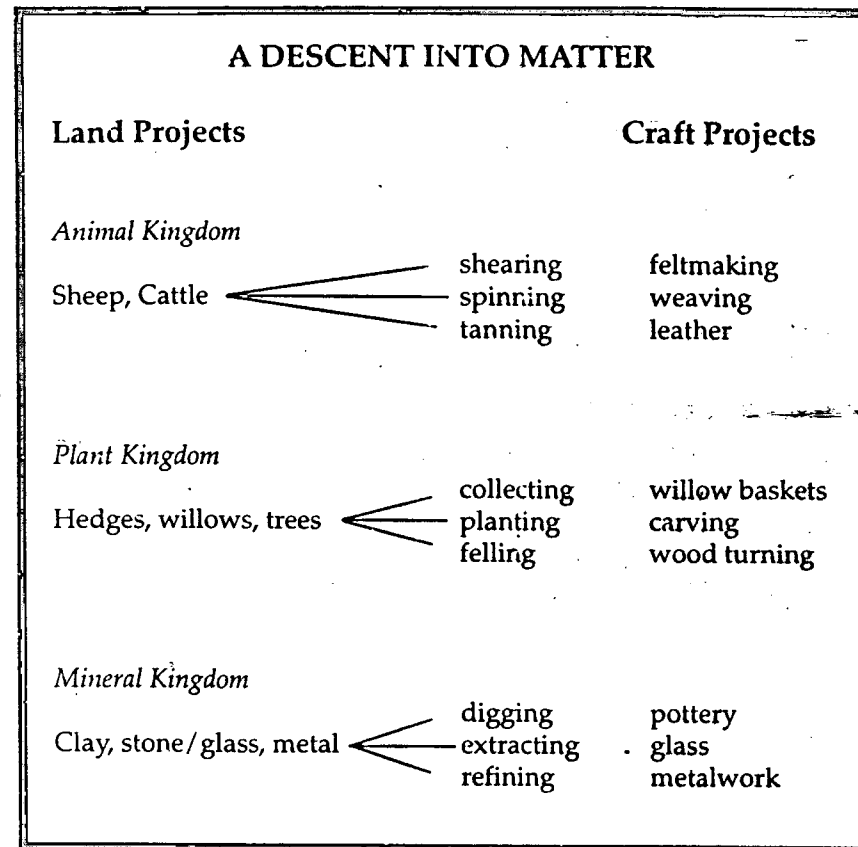 A DESCENT INTO MATTER
Land Projects Craft Projects
Animal Kingdom
shearing feltmaking
Sheep, Cattle spinning weaving
tanning leather
Plant Kingdom
collecting willow baskets
Hedges, willows, trees planting carving
felling wood turning
Mineral Kingdom
digging pottery
Clay, stone/glass, metal extracting glass
refining metalwork